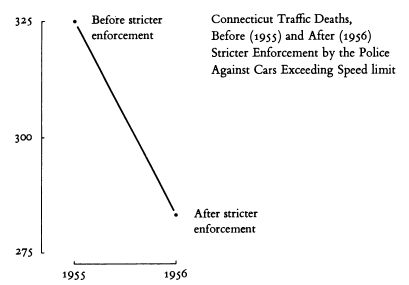 Connecticut Traffic Deaths,
Before (1955) and After (1956)
Stricter Enforcement by the Police
Against Cars Exceeding Speed limit
325
Before stricter
enforcement
300
After stricter
enforcement
275
1955
1956